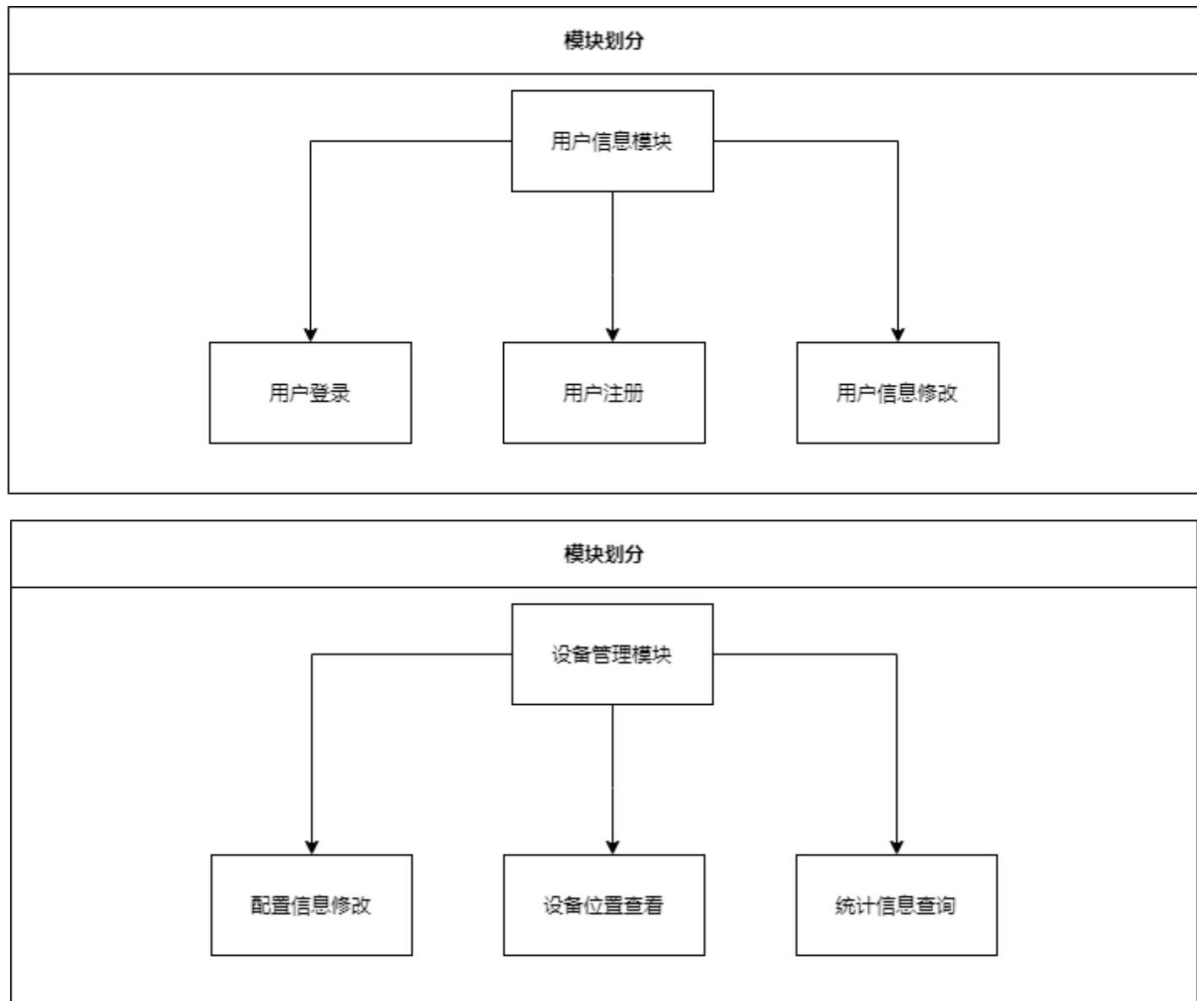 模块划分
用户信息模块
用户登录
用户注册
用户信息修改
模块划分
设备管理模块
配置信息修改
设备位置查看
统计信息查询